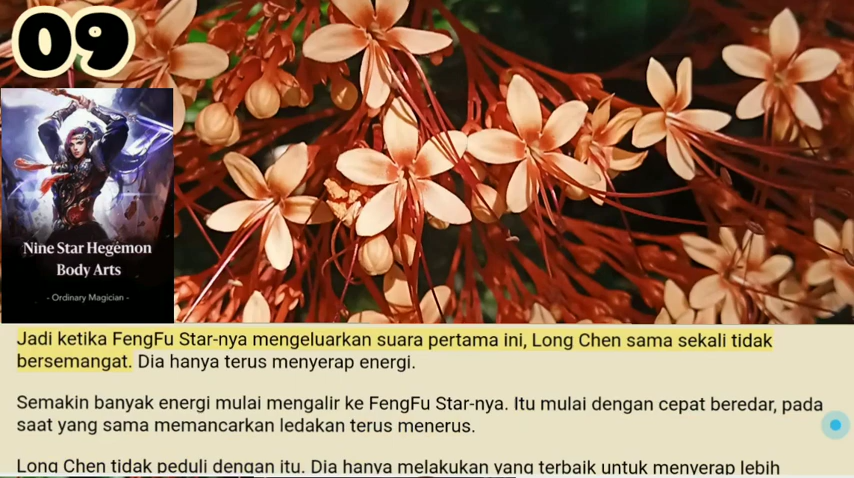 09
Nine Star Hegemon
Body Arts
- Ordinary Magician -
Jadi ketika FengFu Star-nya mengeluarkan suara pertama ini, Long Chen sama sekali tidak
bersemangat. Dia hanya terus menyerap energi.
Semakin banyak energi mulai mengalir ke FengFu Star-nya. Itu mulai dengan cepat beredar, pada
saat yang sama memancarkan ledakan terus menerus.
Long Chen tidak peduli dengan itu. Dia hanya melakukan yang terbaik untuk menyerap lebih